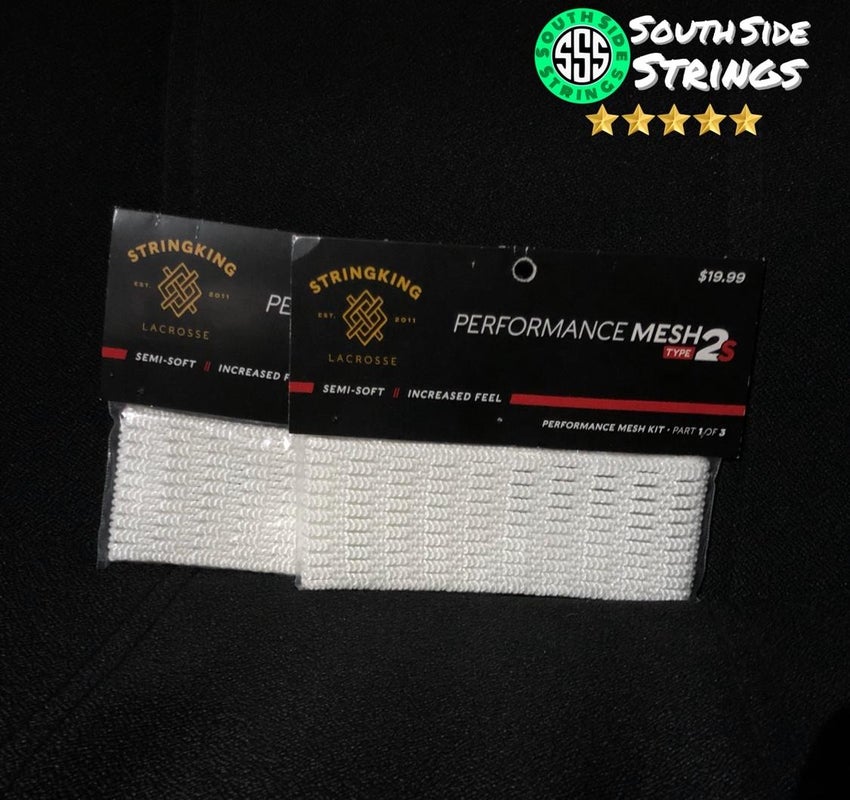 SOUTH SIDE
SSS
STRINGS
SOUTH SIDE
STRINGS
STRINGKING
EST. 2011
LACROSSE
PE
SEMI-SOFT // INCREASED F
STRINGKING
EST. 2011
LACROSSE
$19.99
PERFORMANCE MESH
TYPE 2S
SEMI-SOFT // INCREASED FEEL
PERFORMANCE MESH KIT • PART 1 OF 3